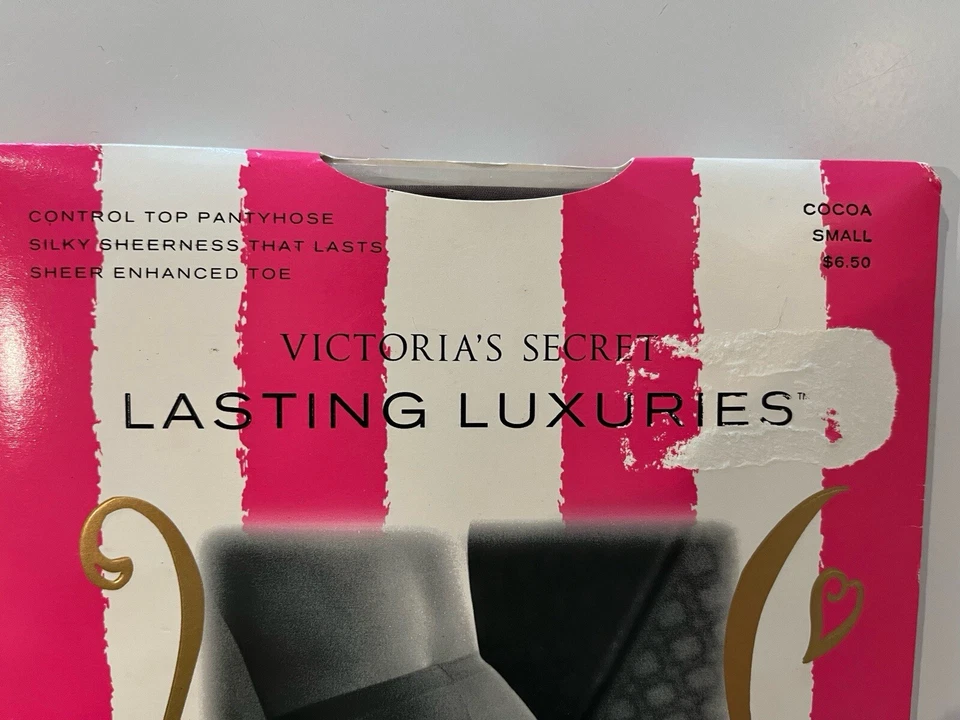 CONTROL TOP PANTYHOSE
SILKY SHEERNESS THAT LASTS
SHEER ENHANCED TOE
COCOA
SMALL
$6.50
VICTORIA'S SECRET
LASTING LUXURIES™